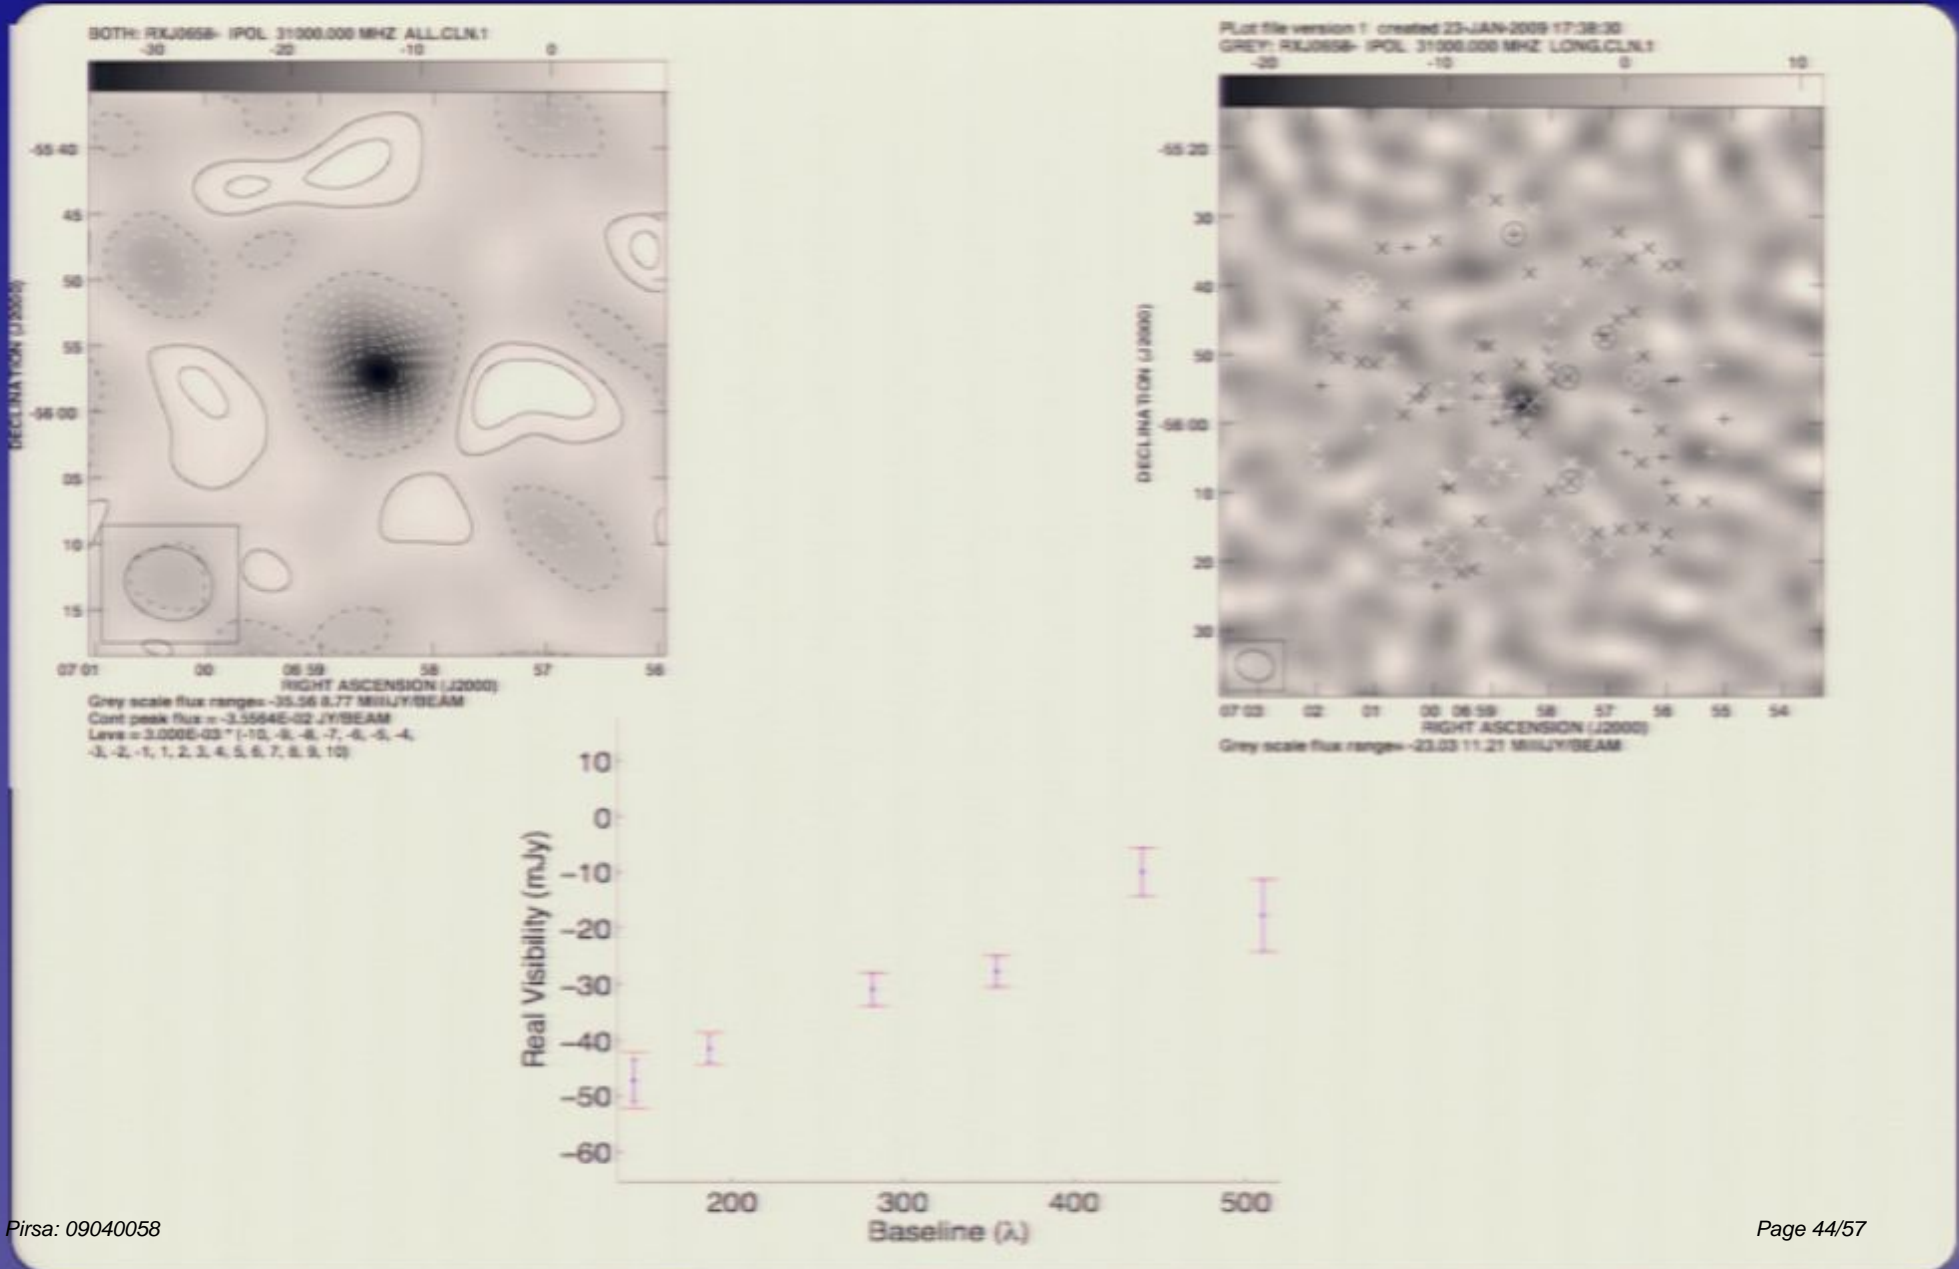 BOTH: RXJ0658- IPOL 31000.000 MHZ ALL.CLN.1
-30 -20 -10 0
-55 40
45
50
55
-56 00
05
10
15
DECLINATION (J2000)
07 01 00 06 59 58 57 56
RIGHT ASCENSION (J2000)
Grey scale flux range= -35.56 8.77 MilliJY/BEAM
Cont peak flux = -3.5564E-02 JY/BEAM
Levs = 3.000E-03 * (-10, -9, -8, -7, -6, -5, -4,
-3, -2, -1, 1, 2, 3, 4, 5, 6, 7, 8, 9, 10)
PLot file version 1 created 23-JAN-2009 17:38:30
GREY: RXJ0658- IPOL 31000.000 MHZ LONG.CLN.1
-20 -10 0 10
-55 20
30
40
50
-56 00
10
20
30
DECLINATION (J2000)
07 03 02 01 00 06 59 58 57 56 55 54
RIGHT ASCENSION (J2000)
Grey scale flux range= -23.03 11.21 MilliJY/BEAM
10
0
−10
−20
−30
−40
−50
−60
Real Visibility (mJy)
200 300 400 500
Baseline (λ)
Pirsa: 09040058
Page 44/57